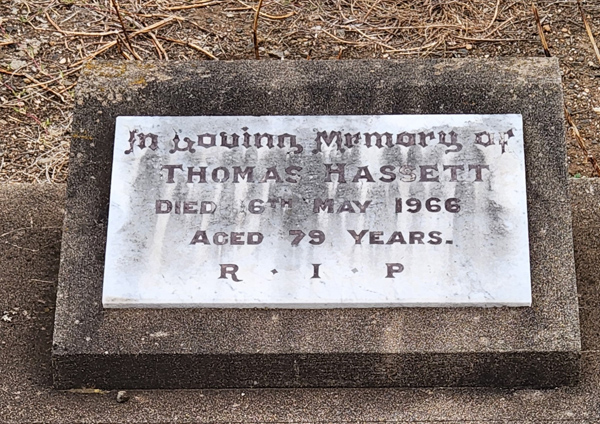 In Loving Memory of
THOMAS HASSETT
DIED 6TH MAY 1966
AGED 79 YEARS.
R · I · P